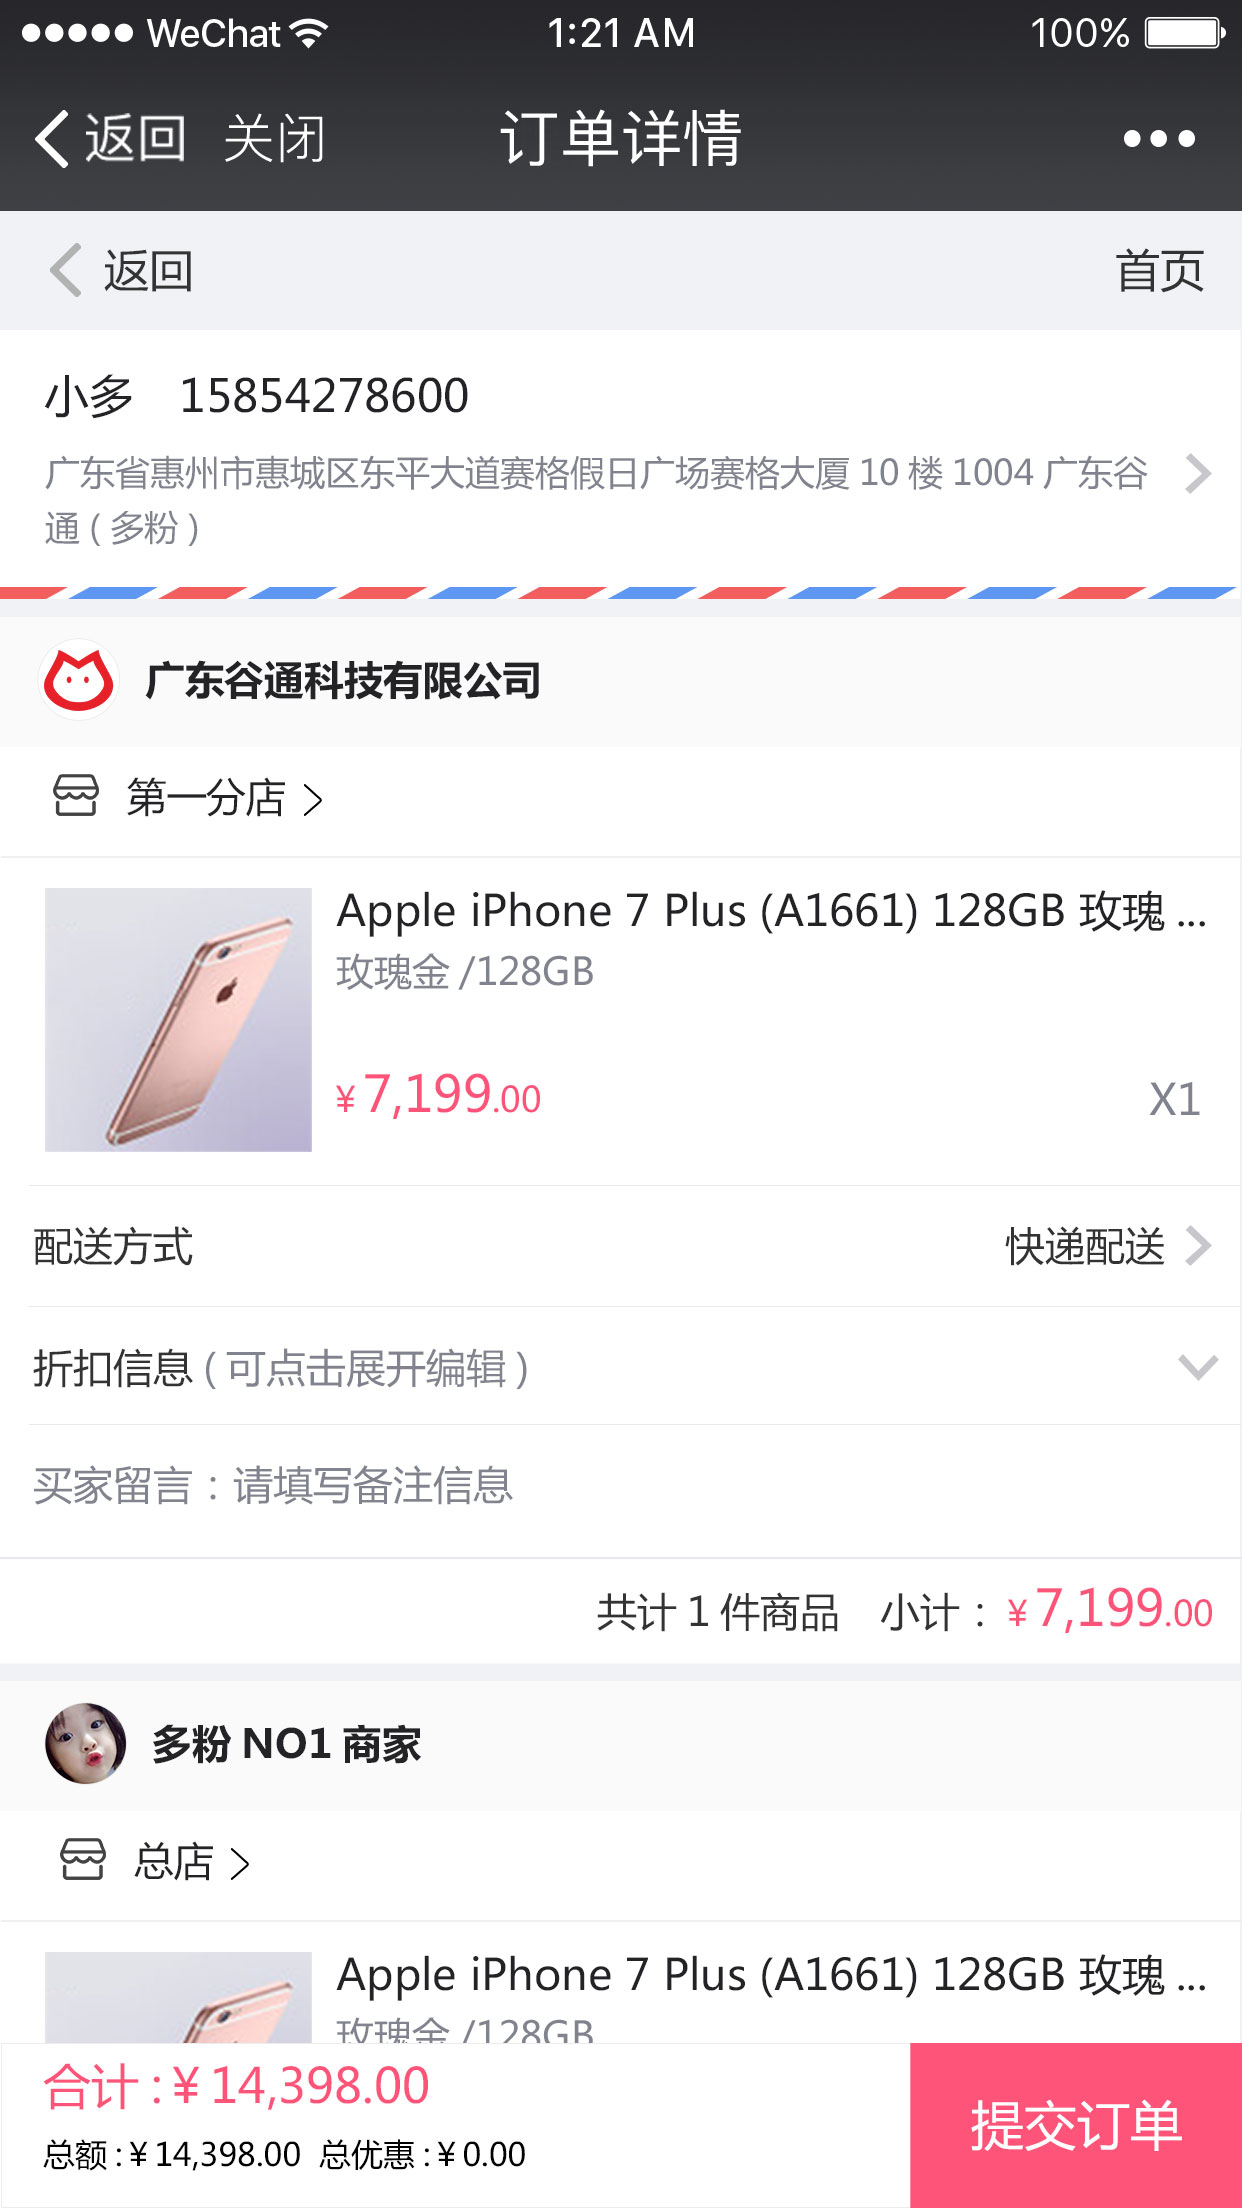 WeChat 1:21 AM 100%
返回 关闭 订单详情
返回 首页
小多 15854278600
广东省惠州市惠城区东平大道赛格假日广场赛格大厦 10 楼 1004 广东谷
通 ( 多粉 )
广东谷通科技有限公司
第一分店
Apple iPhone 7 Plus (A1661) 128GB 玫瑰 ...
玫瑰金 /128GB
¥ 7,199.00 X1
配送方式 快递配送
折扣信息 ( 可点击展开编辑 )
买家留言：请填写备注信息
共计 1 件商品 小计：¥ 7,199.00
多粉 NO1 商家
总店
Apple iPhone 7 Plus (A1661) 128GB 玫瑰 ...
玫瑰金 /128GB
合计 : ¥ 14,398.00
总额 : ¥ 14,398.00 总优惠 : ¥ 0.00
提交订单